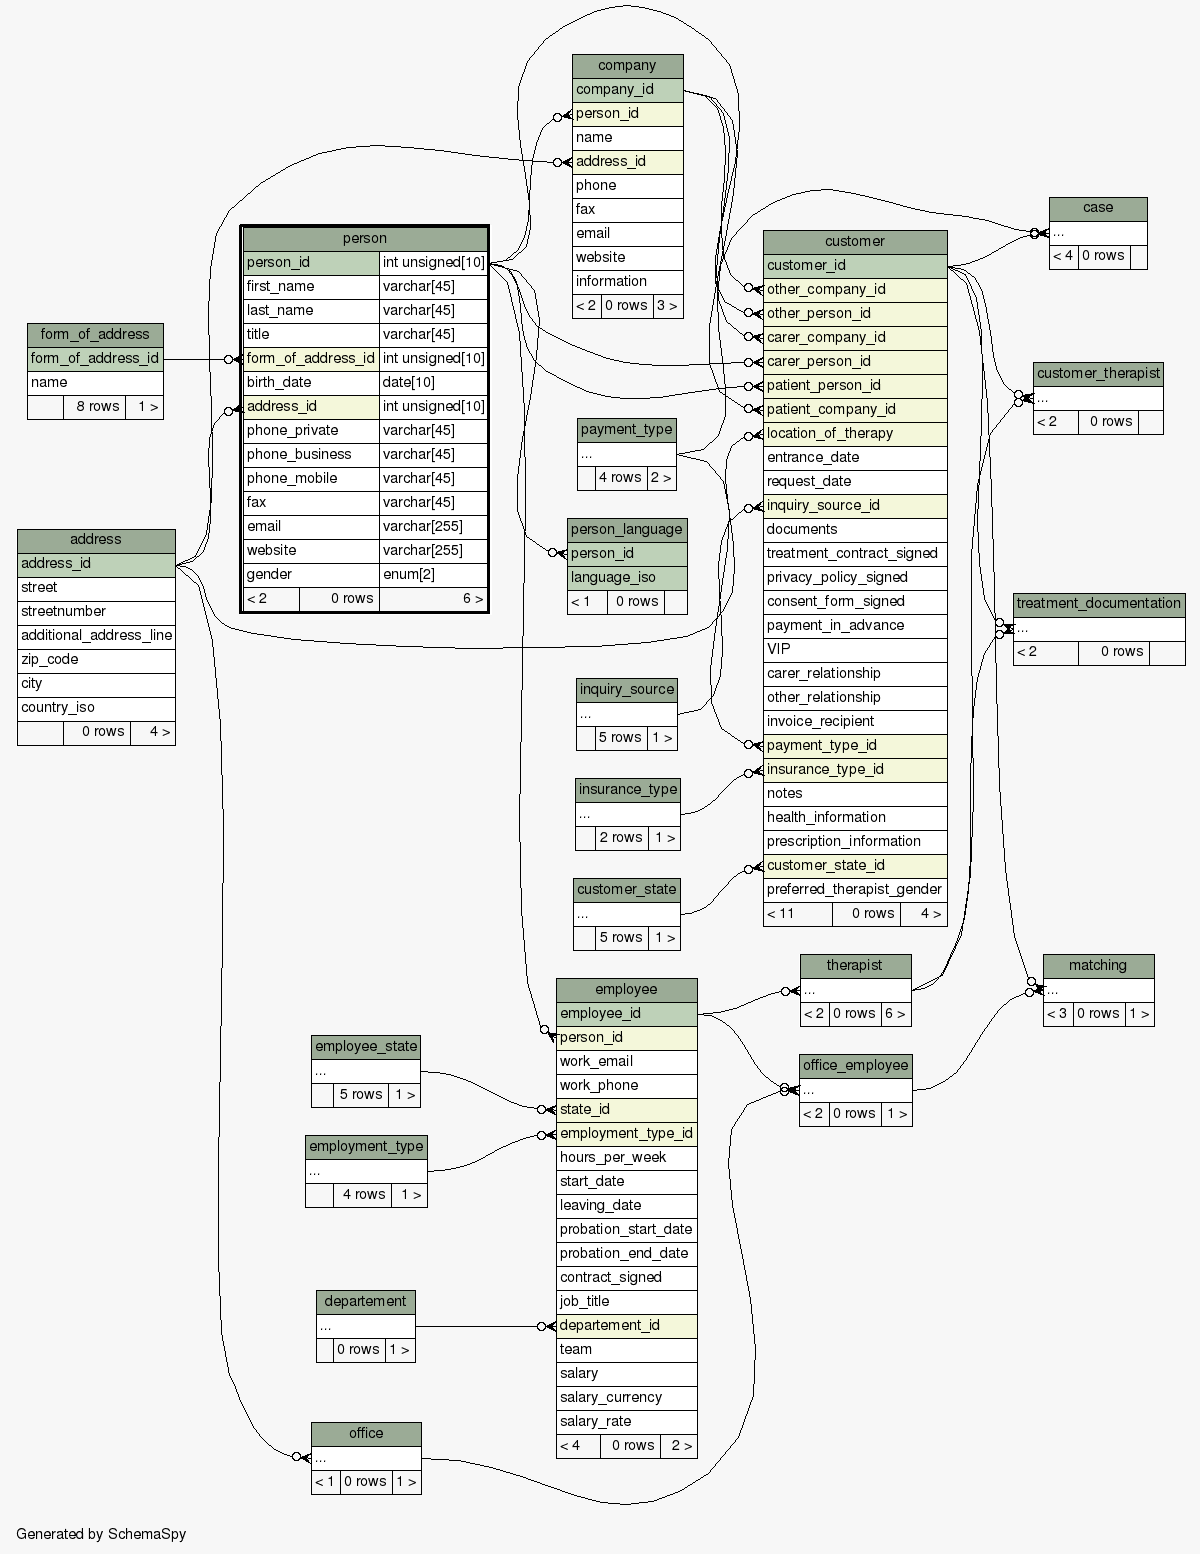 company
company_id
person_id
name
address_id
phone
fax
email
website
information
< 2 0 rows 3 >
case
...
< 4 0 rows
person
person_id int unsigned[10]
first_name varchar[45]
last_name varchar[45]
title varchar[45]
form_of_address_id int unsigned[10]
birth_date date[10]
address_id int unsigned[10]
phone_private varchar[45]
phone_business varchar[45]
phone_mobile varchar[45]
fax varchar[45]
email varchar[255]
website varchar[255]
gender enum[2]
< 2 0 rows 6 >
customer
customer_id
other_company_id
other_person_id
carer_company_id
carer_person_id
patient_person_id
patient_company_id
location_of_therapy
entrance_date
request_date
inquiry_source_id
documents
treatment_contract_signed
privacy_policy_signed
consent_form_signed
payment_in_advance
VIP
carer_relationship
other_relationship
invoice_recipient
payment_type_id
insurance_type_id
notes
health_information
prescription_information
customer_state_id
preferred_therapist_gender
< 11 0 rows 4 >
form_of_address
form_of_address_id
name
8 rows 1 >
customer_therapist
...
< 2 0 rows
payment_type
...
4 rows 2 >
person_language
person_id
language_iso
< 1 0 rows
address
address_id
street
streetnumber
additional_address_line
zip_code
city
country_iso
0 rows 4 >
treatment_documentation
...
< 2 0 rows
inquiry_source
...
5 rows 1 >
insurance_type
...
2 rows 1 >
customer_state
...
5 rows 1 >
therapist
...
< 2 0 rows 6 >
matching
...
< 3 0 rows 1 >
employee
employee_id
person_id
work_email
work_phone
state_id
employment_type_id
hours_per_week
start_date
leaving_date
probation_start_date
probation_end_date
contract_signed
job_title
departement_id
team
salary
salary_currency
salary_rate
< 4 0 rows 2 >
employee_state
...
5 rows 1 >
office_employee
...
< 2 0 rows 1 >
employment_type
...
4 rows 1 >
departement
...
0 rows 1 >
office
...
< 1 0 rows 1 >
Generated by SchemaSpy